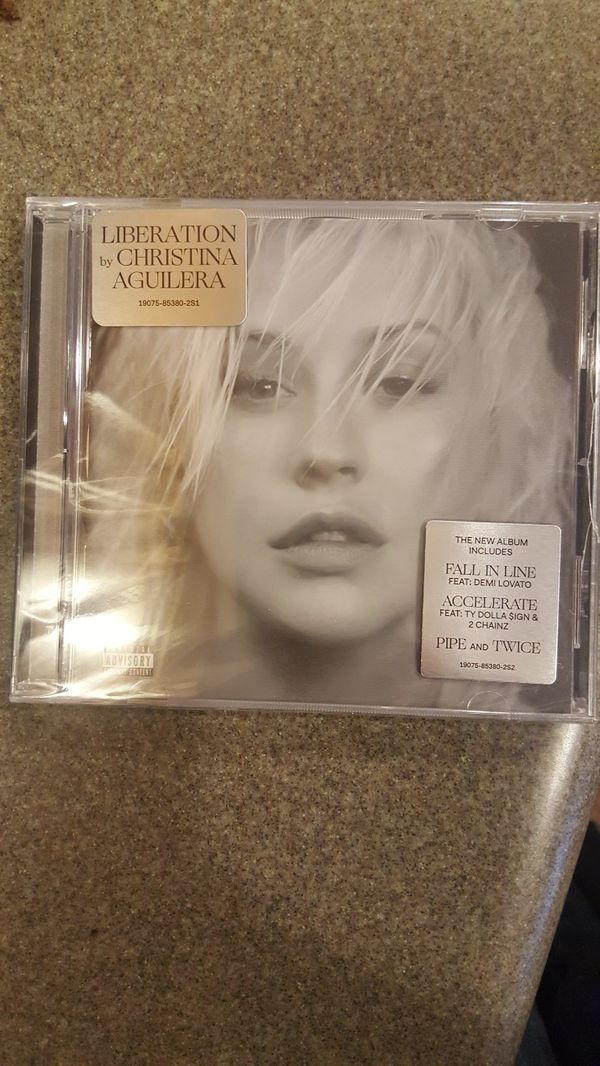 LIBERATION
by CHRISTINA
AGUILERA
19075-85380-2S1
THE NEW ALBUM
INCLUDES
FALL IN LINE
FEAT: DEMI LOVATO
ACCELERATE
FEAT: TY DOLLA $IGN &
2 CHAINZ
PIPE AND TWICE
19075-85380-2S2
ADVISORY